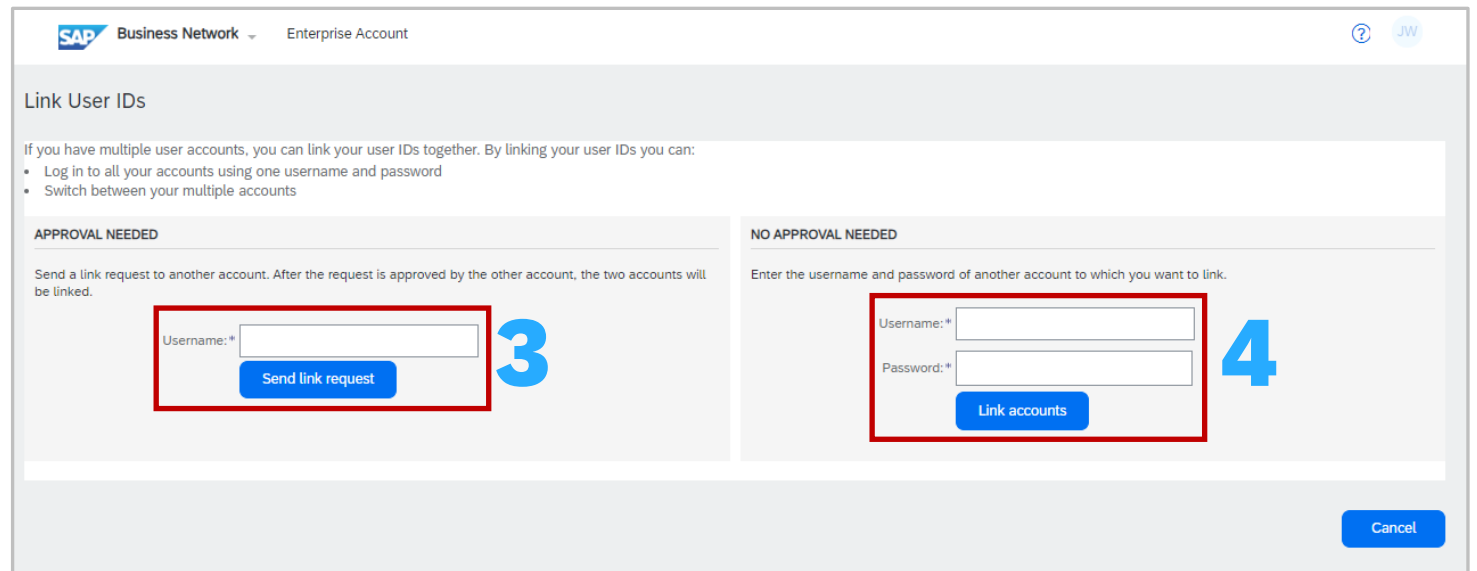 SAP Business Network Enterprise Account ? JW
Link User IDs
If you have multiple user accounts, you can link your user IDs together. By linking your user IDs you can:
• Log in to all your accounts using one username and password
• Switch between your multiple accounts
APPROVAL NEEDED
Send a link request to another account. After the request is approved by the other account, the two accounts will
be linked.
Username:*
Send link request
3
NO APPROVAL NEEDED
Enter the username and password of another account to which you want to link.
Username:*
Password:*
Link accounts
4
Cancel